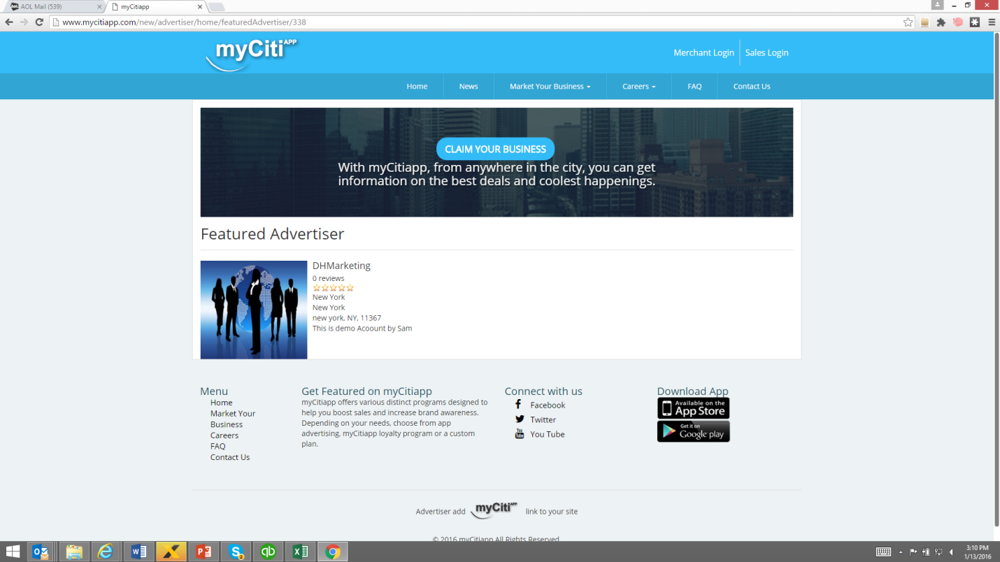 AOL Mail (539)
myCitiapp
www.mycitiapp.com/new/advertiser/home/featuredAdvertiser/338
myCiti APP
Merchant Login
Sales Login
Home
News
Market Your Business
Careers
FAQ
Contact Us
CLAIM YOUR BUSINESS
With myCitiapp, from anywhere in the city, you can get
information on the best deals and coolest happenings.
Featured Advertiser
DHMarketing
0 reviews
New York
New York
new york, NY, 11367
This is demo Acoount by Sam
Menu
Home
Market Your
Business
Careers
FAQ
Contact Us
Get Featured on myCitiapp
myCitiapp offers various distinct programs designed to
help you boost sales and increase brand awareness.
Depending on your needs, choose from app
advertising, myCitiapp loyalty program or a custom
plan.
Connect with us
Facebook
Twitter
You Tube
Download App
Available on the
App Store
Get it on
Google play
Advertiser add myCiti APP link to your site
© 2016 myCitiapp All Rights Reserved
3:10 PM
1/13/2016